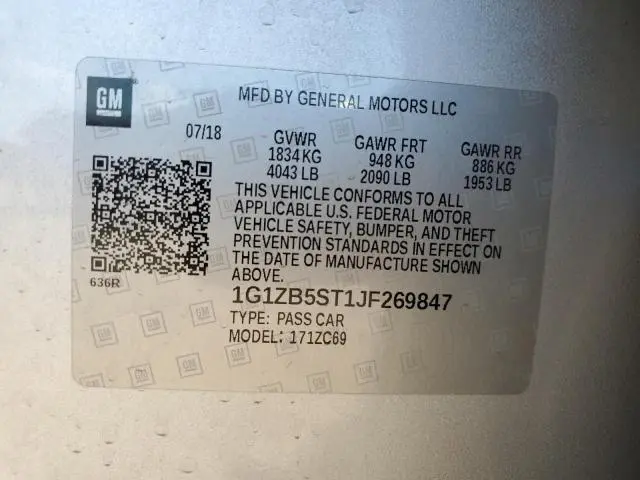 GM
MFD BY GENERAL MOTORS LLC
07/18
GVWR
1834 KG
4043 LB
GAWR FRT
948 KG
2090 LB
GAWR RR
886 KG
1953 LB
THIS VEHICLE CONFORMS TO ALL
APPLICABLE U.S. FEDERAL MOTOR
VEHICLE SAFETY, BUMPER, AND THEFT
PREVENTION STANDARDS IN EFFECT ON
THE DATE OF MANUFACTURE SHOWN
ABOVE.
636R
1G1ZB5ST1JF269847
TYPE: PASS CAR
MODEL: 171ZC69